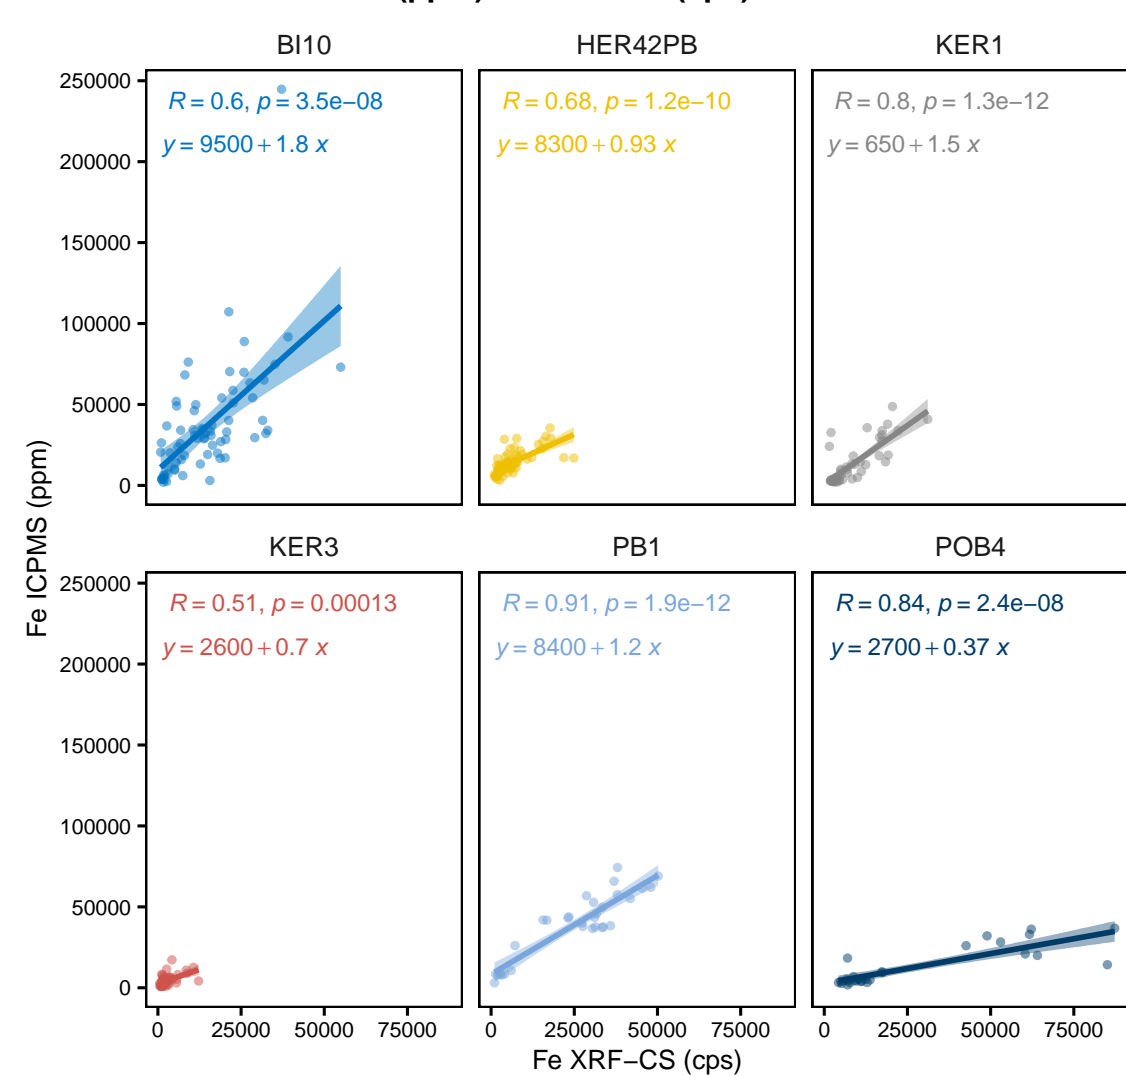 BI10 HER42PB KER1
250000
R = 0.6, p = 3.5e−08 R = 0.68, p = 1.2e−10 R = 0.8, p = 1.3e−12
y = 9500 + 1.8 x y = 8300 + 0.93 x y = 650 + 1.5 x
200000
150000
100000
50000
0
Fe ICPMS (ppm)
KER3 PB1 POB4
250000
R = 0.51, p = 0.00013 R = 0.91, p = 1.9e−12 R = 0.84, p = 2.4e−08
y = 2600 + 0.7 x y = 8400 + 1.2 x y = 2700 + 0.37 x
200000
150000
100000
50000
0
0 25000 50000 75000 0 25000 50000 75000 0 25000 50000 75000
Fe XRF−CS (cps)